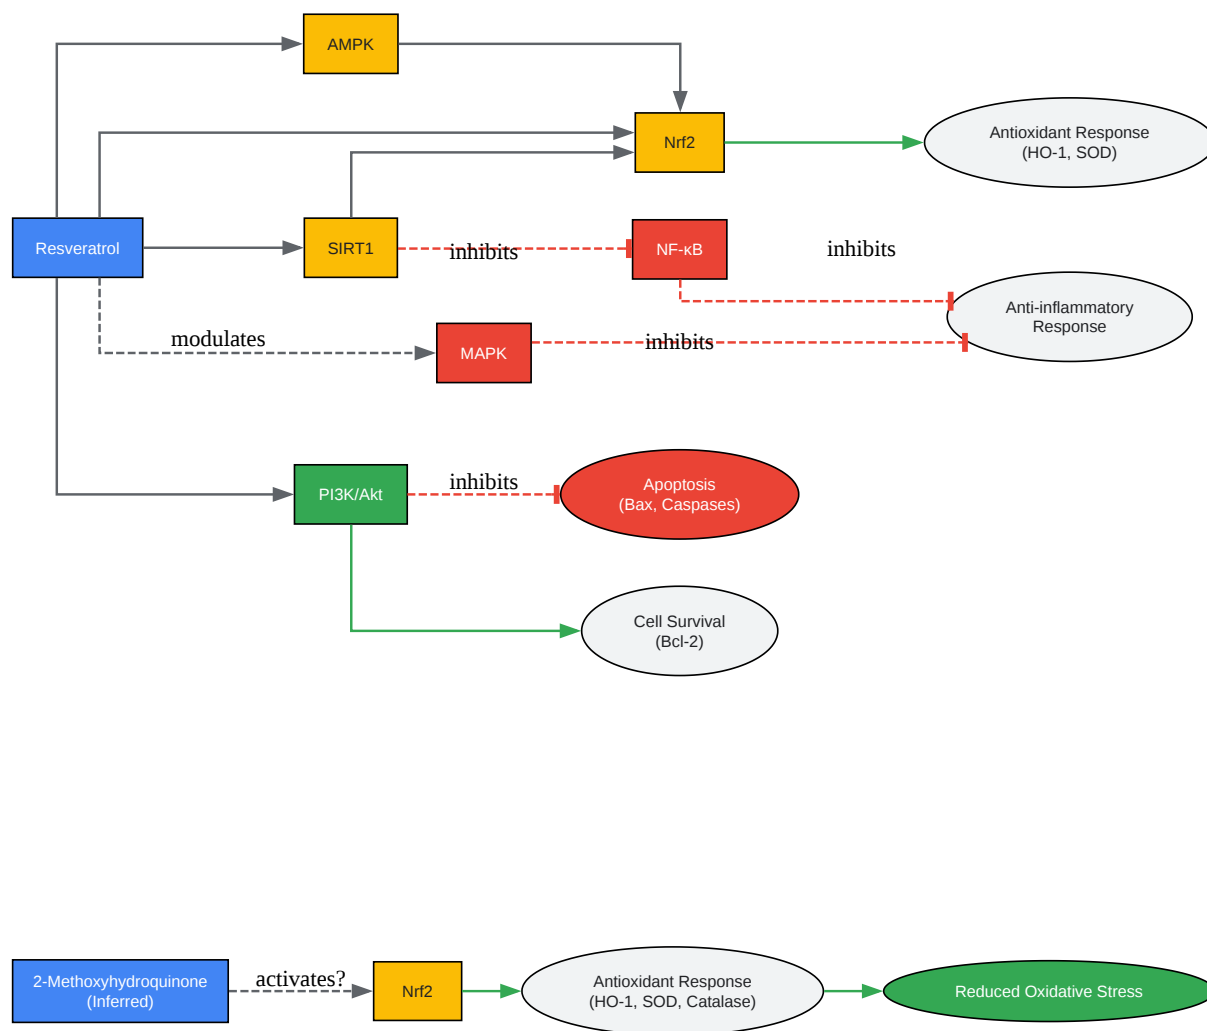 AMPK
Nrf2
Antioxidant Response
(HO-1, SOD)
Resveratrol
SIRT1
inhibits
NF-κB
inhibits
Anti-inflammatory
Response
modulates
MAPK
inhibits
PI3K/Akt
inhibits
Apoptosis
(Bax, Caspases)
Cell Survival
(Bcl-2)
2-Methoxyhydroquinone
(Inferred)
activates?
Nrf2
Antioxidant Response
(HO-1, SOD, Catalase)
Reduced Oxidative Stress